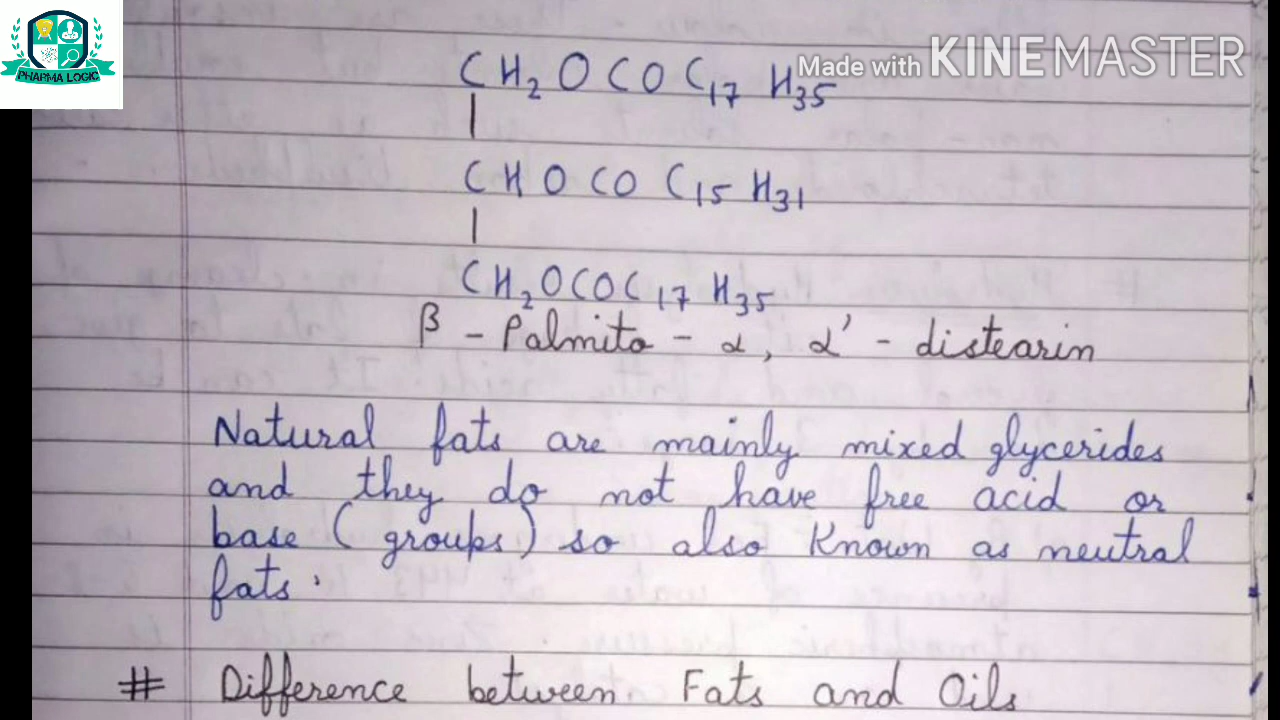 PHARMA LOGIC
Made with KINEMASTER
CH₂OCOC₁₇H₃₅
|
CHOCOC₁₅H₃₁
|
CH₂OCOC₁₇H₃₅
β - Palmito - α, α' - distearin
Natural fats are mainly mixed glycerides
and they do not have free acid or
base (groups) so also known as neutral
fats.
# Difference between Fats and Oils